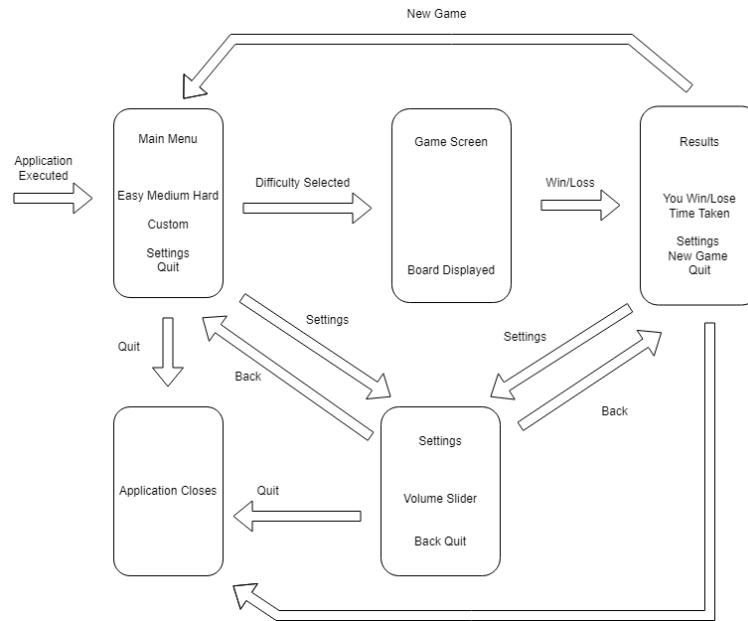 New Game
Main Menu
Easy Medium Hard
Custom
Settings
Quit
Game Screen
Board Displayed
Results
You Win/Lose
Time Taken
Settings
New Game
Quit
Application
Executed
Difficulty Selected
Win/Loss
Settings
Back
Settings
Back
Quit
Application Closes
Quit
Settings
Volume Slider
Back Quit